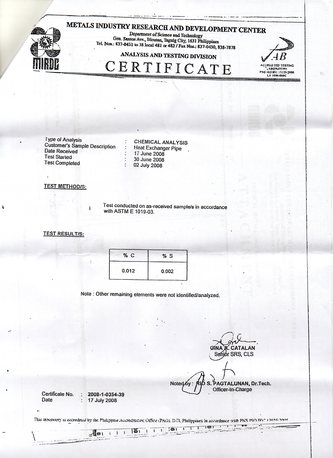 METALS INDUSTRY RESEARCH AND DEVELOPMENT CENTER
Department of Science and Technology
Gen. Santos Ave., Bicutan, Taguig City, 1631 Philippines
Tel. Nos.: 837-0431 to 38 local 481 or 482 / Fax Nos.: 837-0430, 838-7878
MIRDC
ANALYSIS AND TESTING DIVISION
CERTIFICATE
ACCREDITED TESTING
LABORATORY
Type of Analysis : CHEMICAL ANALYSIS
Customer's Sample Description : Heat Exchanger Pipe
Date Received : 17 June 2008
Test Started : 30 June 2008
Test Completed : 02 July 2008
TEST METHOD/S:
Test conducted on as-received sample/s in accordance
with ASTM E 1019-03.
TEST RESULT/S:
% C % S
0.012 0.002
Note : Other remaining elements were not identified/analyzed.
GINA R. CATALAN
Senior SRS, CLS
Noted by : S. PAGTALUNAN, Dr.Tech.
Officer-In-Charge
Certificate No. : 2008-1-0354-39
Date : 17 July 2008
This laboratory is accredited by the Philippine Accreditation Office (PAO), DTI, Philippines in accordance with PNS ISO/IEC